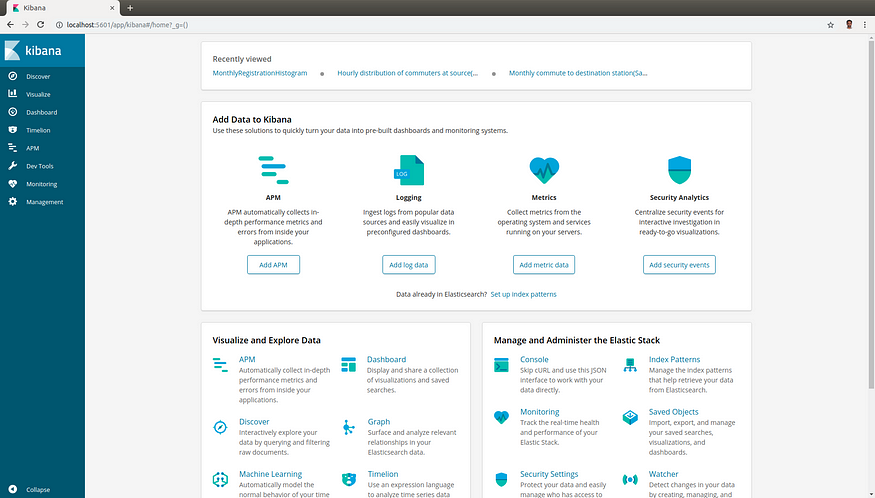 Kibana
localhost:5601/app/kibana#/home?_g=()
kibana
Discover
Visualize
Dashboard
Timelion
APM
Dev Tools
Monitoring
Management
Collapse
Recently viewed
MonthlyRegistrationHistogram
Hourly distribution of commuters at source(...
Monthly commute to destination station(Sa...
Add Data to Kibana
Use these solutions to quickly turn your data into pre-built dashboards and monitoring systems.
APM
APM automatically collects in-
depth performance metrics and
errors from inside your
applications.
Add APM
LOG
Logging
Ingest logs from popular data
sources and easily visualize in
preconfigured dashboards.
Add log data
Metrics
Collect metrics from the
operating system and services
running on your servers.
Add metric data
Security Analytics
Centralize security events for
interactive investigation in
ready-to-go visualizations.
Add security events
Data already in Elasticsearch? Set up index patterns
Visualize and Explore Data
APM
Automatically collect in-depth
performance metrics and
errors from inside your
applications.
Dashboard
Display and share a collection
of visualizations and saved
searches.
Discover
Interactively explore your
data by querying and filtering
raw documents.
Graph
Surface and analyze relevant
relationships in your
Elasticsearch data.
Machine Learning
Automatically model the
normal behavior of your time
Timelion
Use an expression language
to analyze time series data
Manage and Administer the Elastic Stack
Console
Skip cURL and use this JSON
interface to work with your
data directly.
Index Patterns
Manage the index patterns
that help retrieve your data
from Elasticsearch.
Monitoring
Track the real-time health
and performance of your
Elastic Stack.
Saved Objects
Import, export, and manage
your saved searches,
visualizations, and
dashboards.
Security Settings
Protect your data and easily
manage who has access to
Watcher
Detect changes in your data
by creating, managing, and